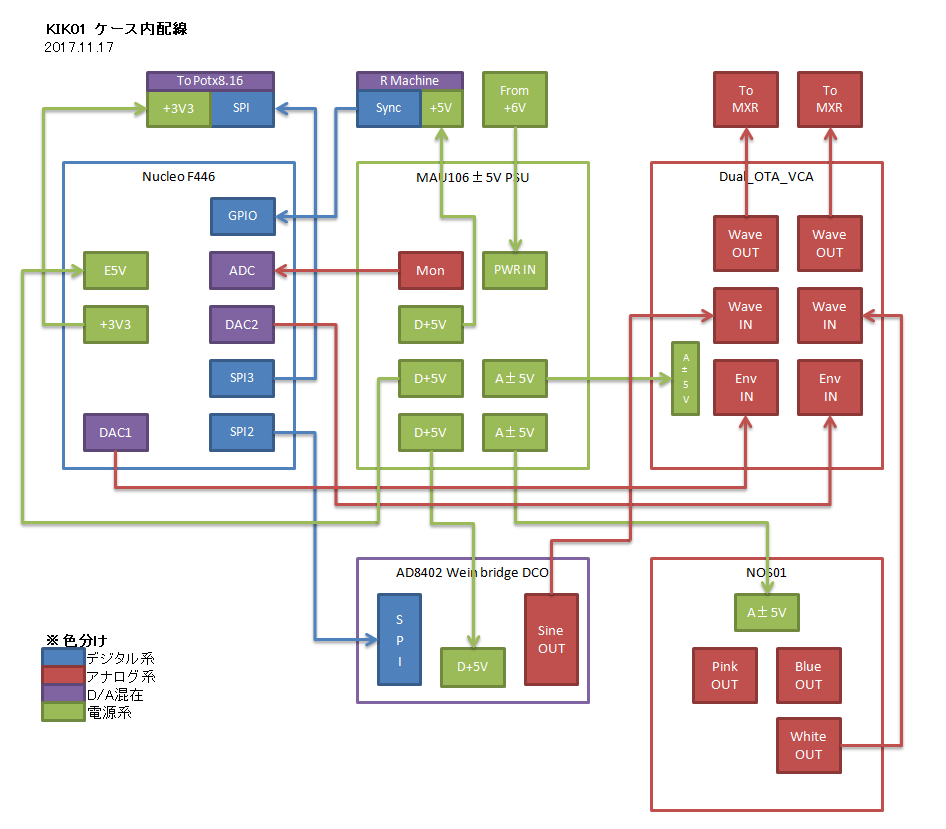 KIK01 ケース内配線
2017.11.17
To Potx8.16
+3V3
SPI
R Machine
Sync
+5V
From
+6V
To
MXR
To
MXR
Nucleo F446
GPIO
E5V
ADC
+3V3
DAC2
SPI3
DAC1
SPI2
MAU106±5V PSU
Mon
PWR IN
D+5V
D+5V
A±5V
D+5V
A±5V
Dual_OTA_VCA
Wave
OUT
Wave
OUT
Wave
IN
Wave
IN
A
±
5
V
Env
IN
Env
IN
AD8402 Wein bridge DCO
S
P
I
D+5V
Sine
OUT
NOS01
A±5V
Pink
OUT
Blue
OUT
White
OUT
※色分け
デジタル系
アナログ系
D/A混在
電源系